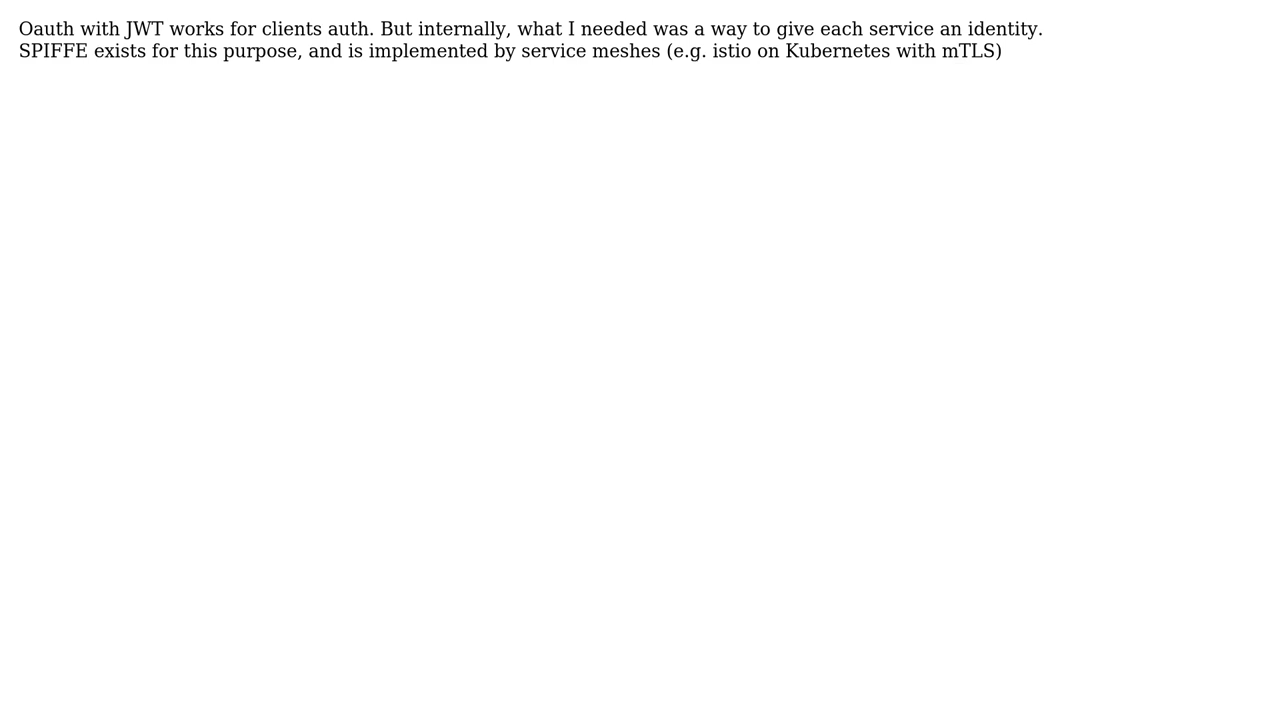 Oauth with JWT works for clients auth. But internally, what I needed was a way to give each service an identity.
SPIFFE exists for this purpose, and is implemented by service meshes (e.g. istio on Kubernetes with mTLS)